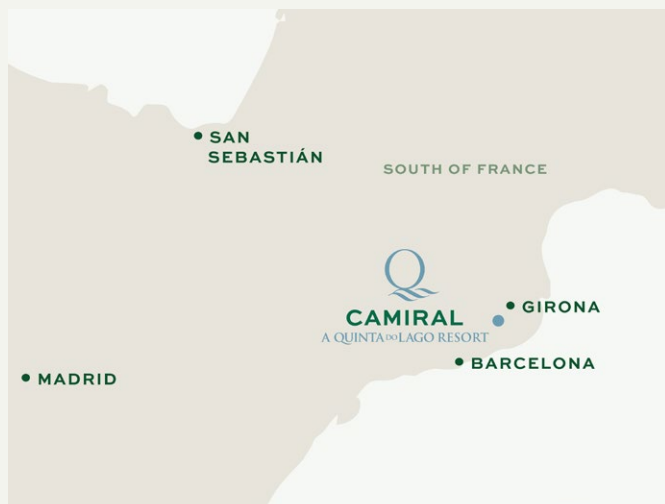 SAN
SEBASTIÁN
SOUTH OF FRANCE
Q
CAMIRAL
A QUINTA DO LAGO RESORT
GIRONA
BARCELONA
MADRID